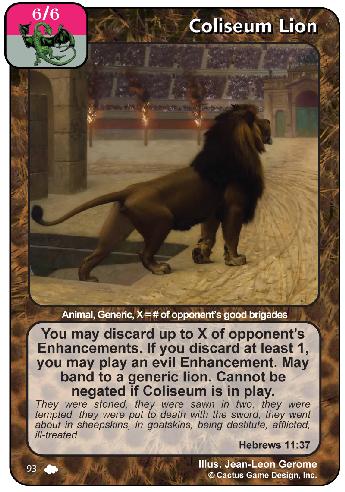 6/6
Coliseum Lion
Animal, Generic, X = # of opponent's good brigades
You may discard up to X of opponent's
Enhancements. If you discard at least 1,
you may play an evil Enhancement. May
band to a generic lion. Cannot be
negated if Coliseum is in play.
They were stoned, they were sawn in two, they were
tempted, they were put to death with the sword, they went
about in sheepskins, in goatskins, being destitute, afflicted,
ill-treated
Hebrews 11:37
93
Illus. Jean-Leon Gerome
© Cactus Game Design, Inc.